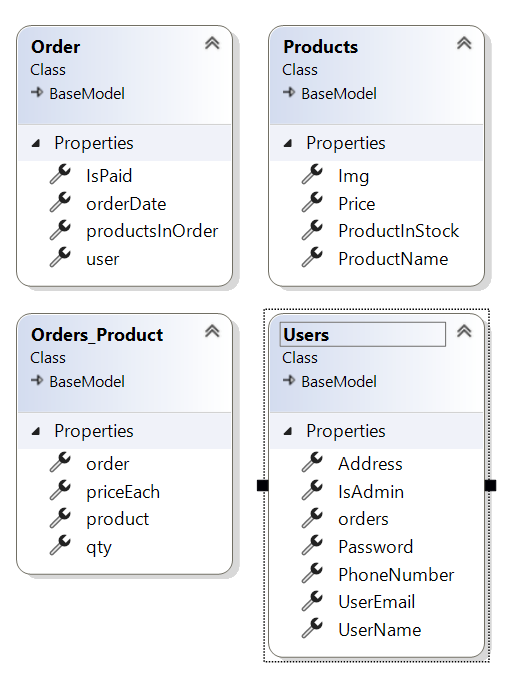 Order
Class
BaseModel
Properties
IsPaid
orderDate
productsInOrder
user
Products
Class
BaseModel
Properties
Img
Price
ProductInStock
ProductName
Orders_Product
Class
BaseModel
Properties
order
priceEach
product
qty
Users
Class
BaseModel
Properties
Address
IsAdmin
orders
Password
PhoneNumber
UserEmail
UserName